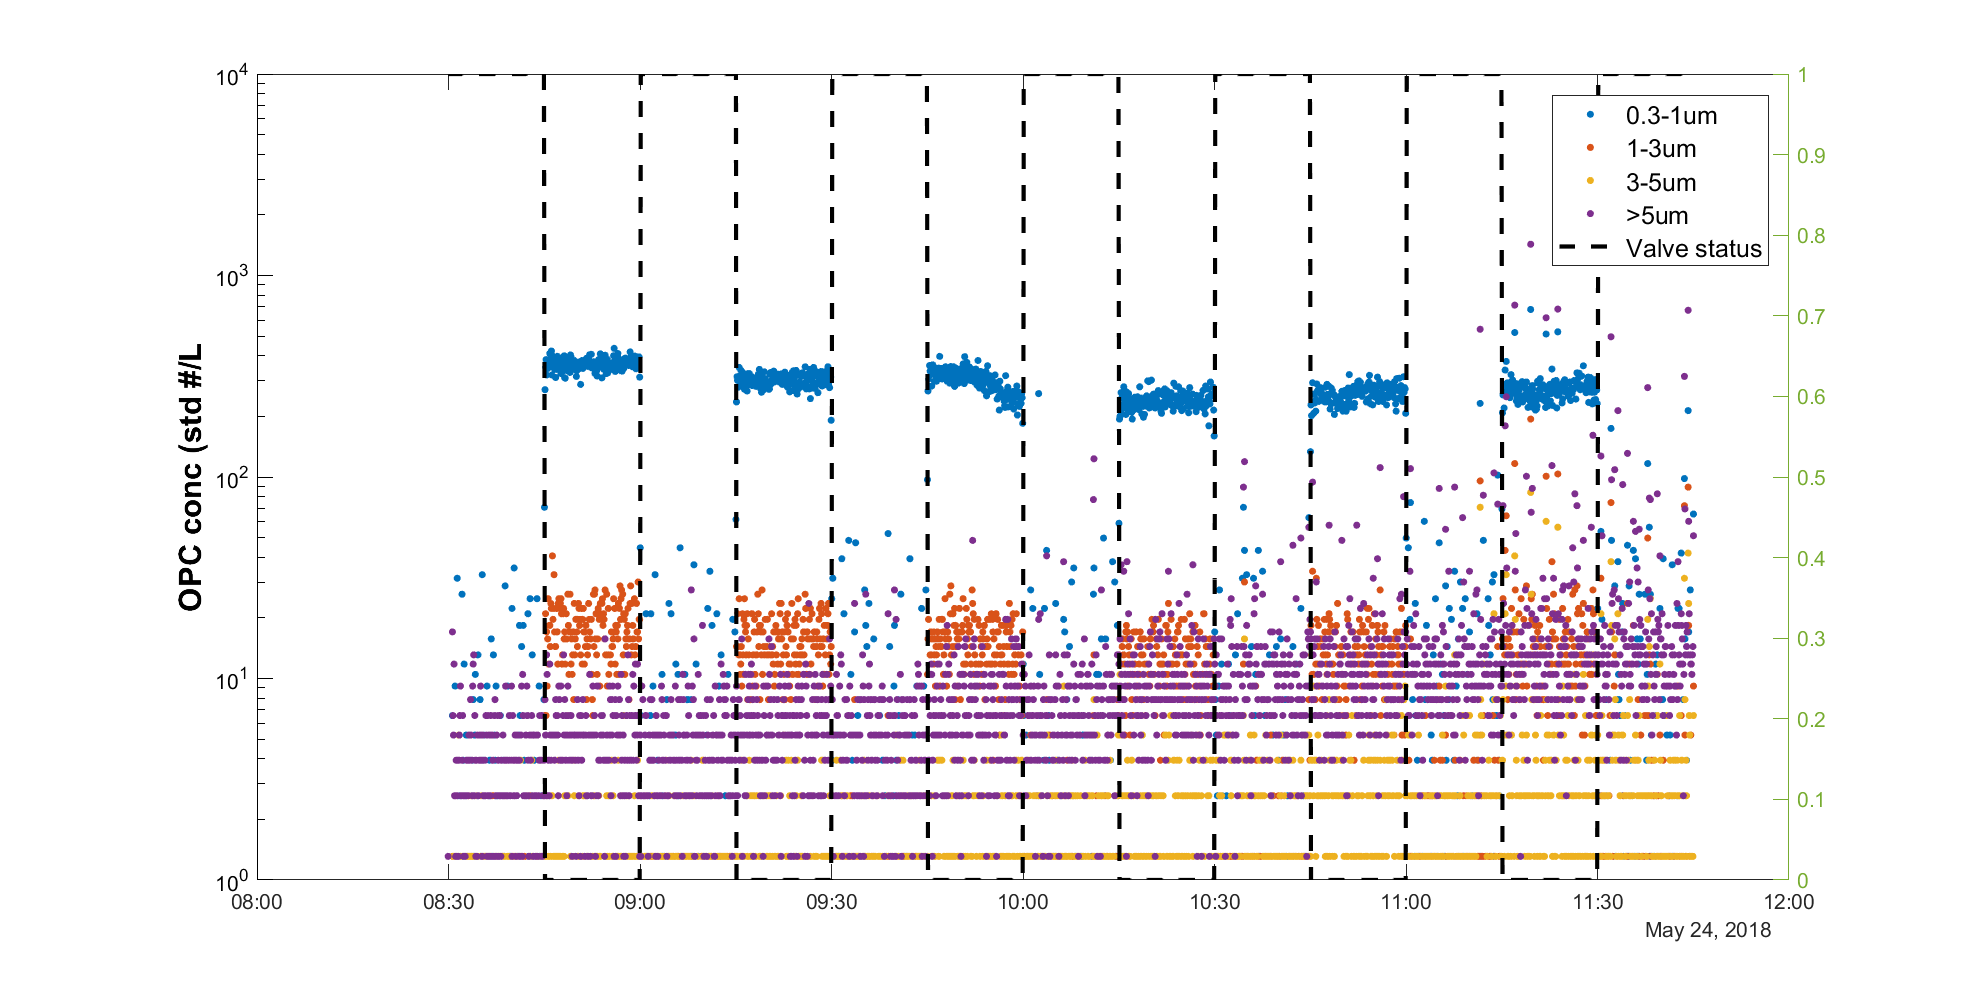 10^4
10^3
10^2
10^1
10^0
OPC conc (std #/L
1
0.9
0.8
0.7
0.6
0.5
0.4
0.3
0.2
0.1
0
0.3-1um
1-3um
3-5um
>5um
Valve status
08:00 08:30 09:00 09:30 10:00 10:30 11:00 11:30 12:00
May 24, 2018